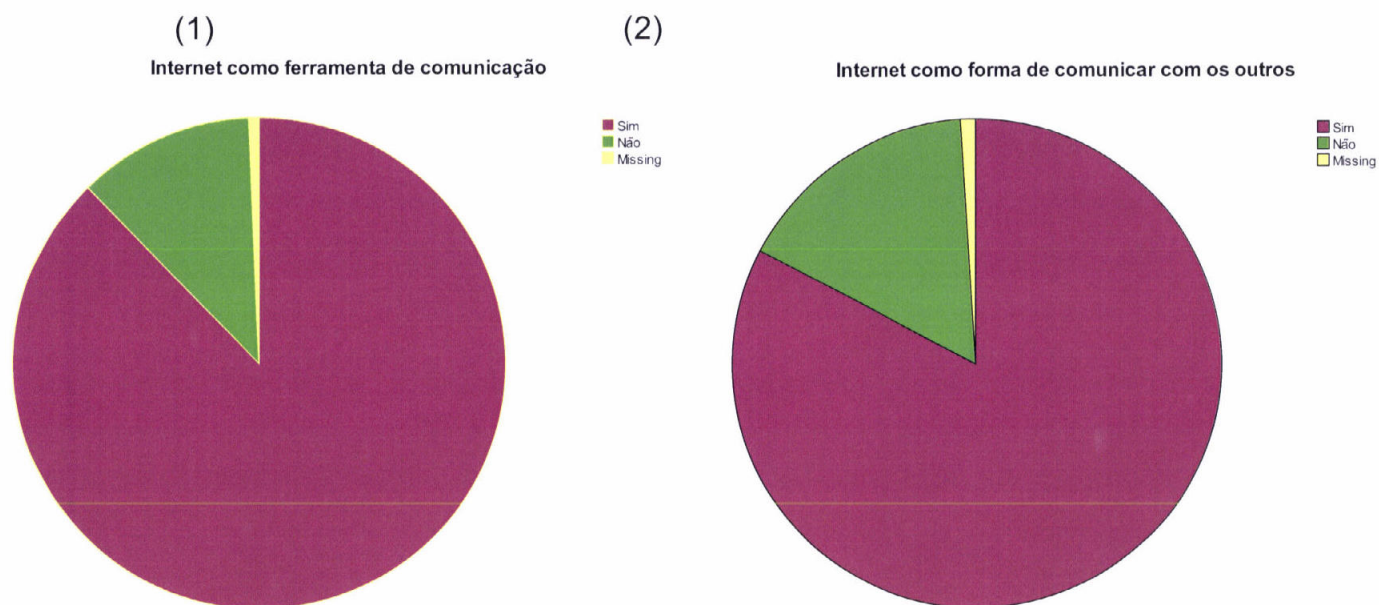 (1)
Internet como ferramenta de comunicação
Sim
Não
Missing
(2)
Internet como forma de comunicar com os outros
Sim
Não
Missing